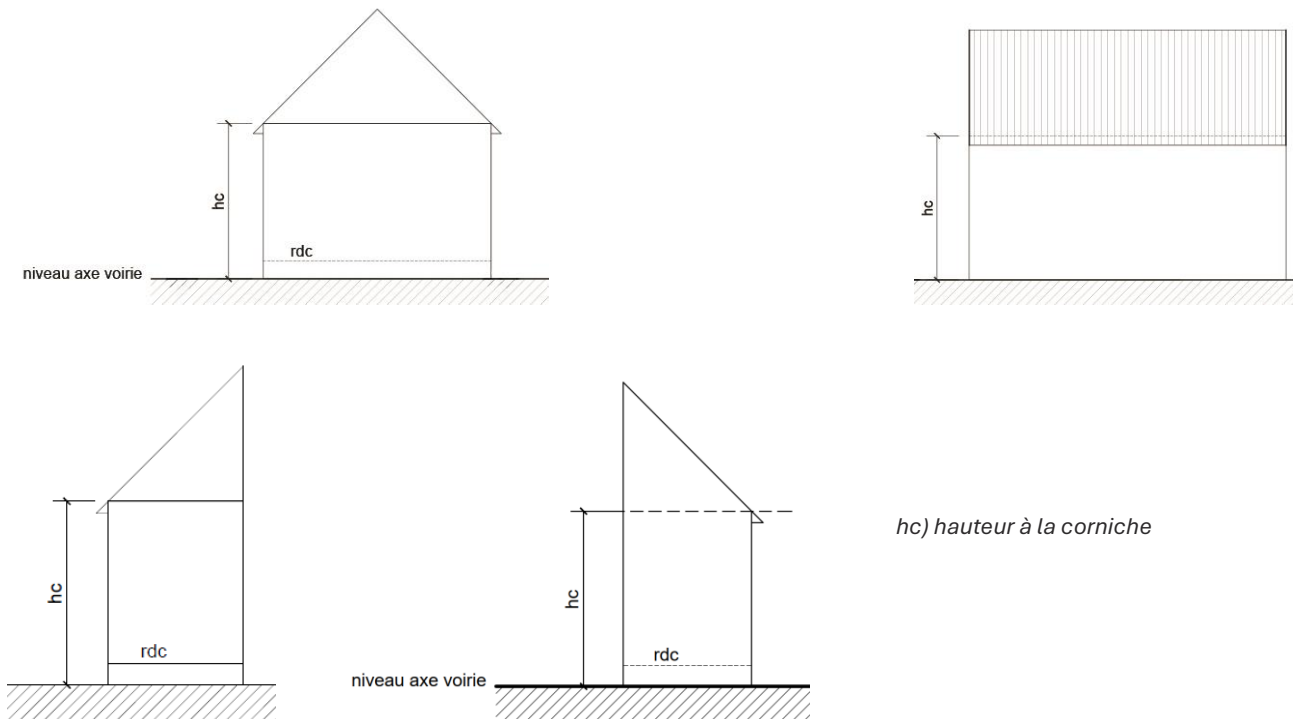 hc
rdc
niveau axe voirie
hc
hc
rdc
hc
rdc
niveau axe voirie
hc) hauteur à la corniche